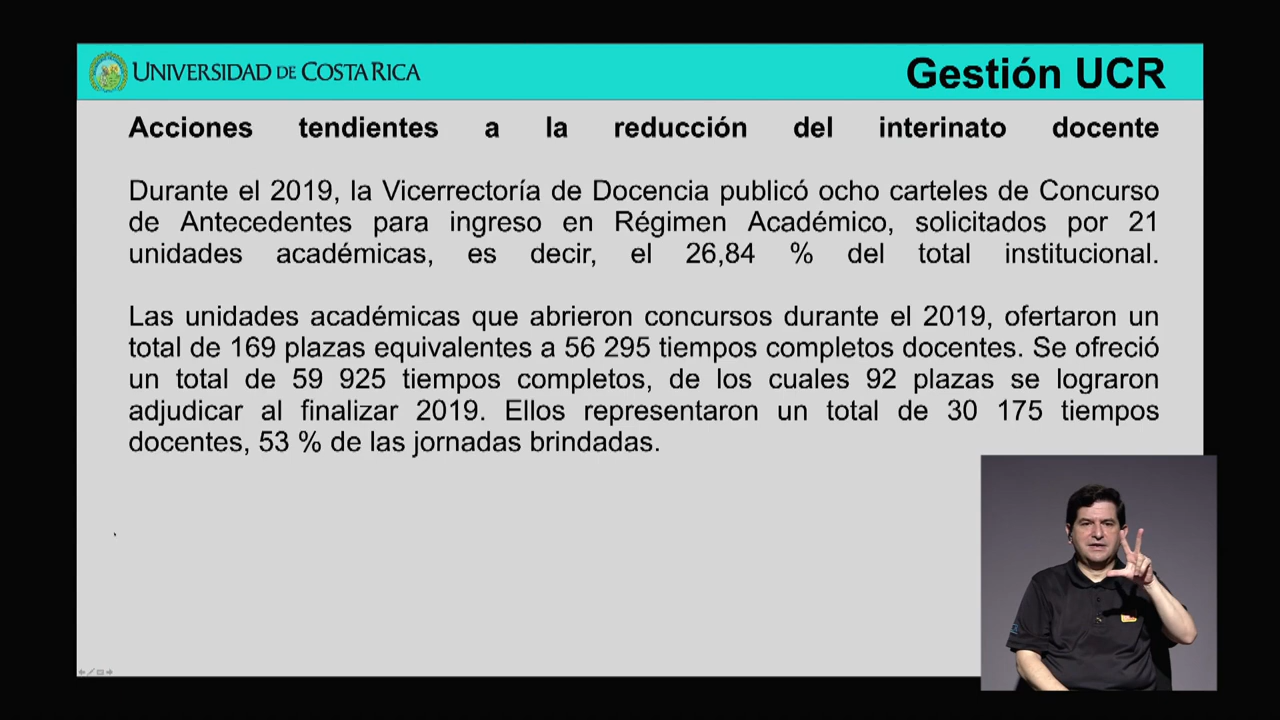 UNIVERSIDAD DE COSTA RICA
Gestión UCR
Acciones tendientes a la reducción del interinato docente
Durante el 2019, la Vicerrectoría de Docencia publicó ocho carteles de Concurso
de Antecedentes para ingreso en Régimen Académico, solicitados por 21
unidades académicas, es decir, el 26,84 % del total institucional.
Las unidades académicas que abrieron concursos durante el 2019, ofertaron un
total de 169 plazas equivalentes a 56 295 tiempos completos docentes. Se ofreció
un total de 59 925 tiempos completos, de los cuales 92 plazas se lograron
adjudicar al finalizar 2019. Ellos representaron un total de 30 175 tiempos
docentes, 53 % de las jornadas brindadas.